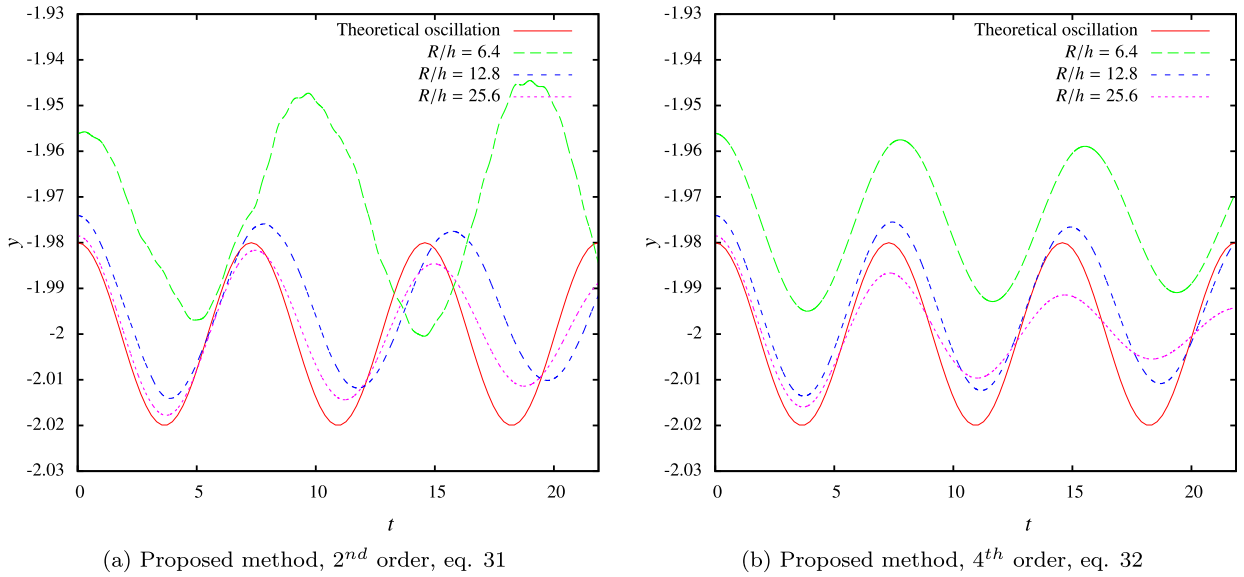 -1.93
-1.94
-1.95
-1.96
-1.97
-1.98
-1.99
-2
-2.01
-2.02
-2.03
y
0 5 10 15 20
t
Theoretical oscillation
R/h = 6.4
R/h = 12.8
R/h = 25.6
(a) Proposed method, 2nd order, eq. 31
-1.93
-1.94
-1.95
-1.96
-1.97
-1.98
-1.99
-2
-2.01
-2.02
-2.03
y
0 5 10 15 20
t
Theoretical oscillation
R/h = 6.4
R/h = 12.8
R/h = 25.6
(b) Proposed method, 4th order, eq. 32